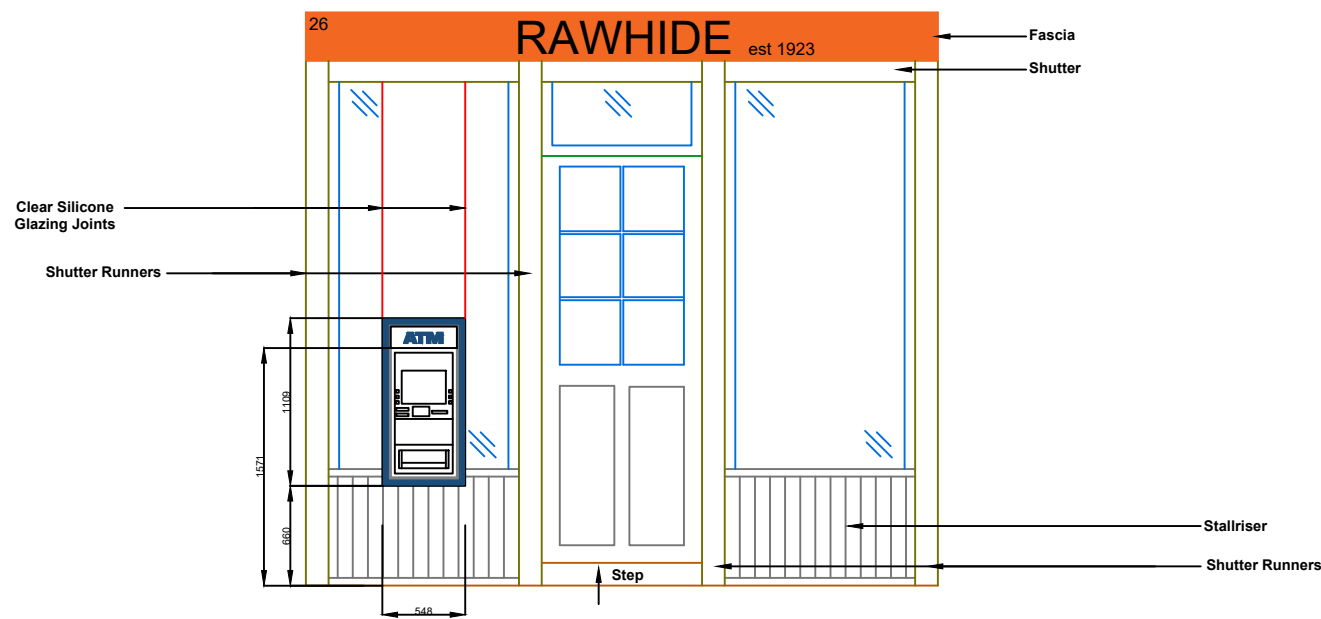 26
RAWHIDE est 1923
Fascia
Shutter
Clear Silicone
Glazing Joints
Shutter Runners
ATM
1109
1571
660
548
Step
Stallriser
Shutter Runners